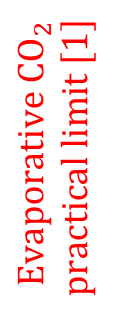 Evaporative CO₂
practical limit [1]